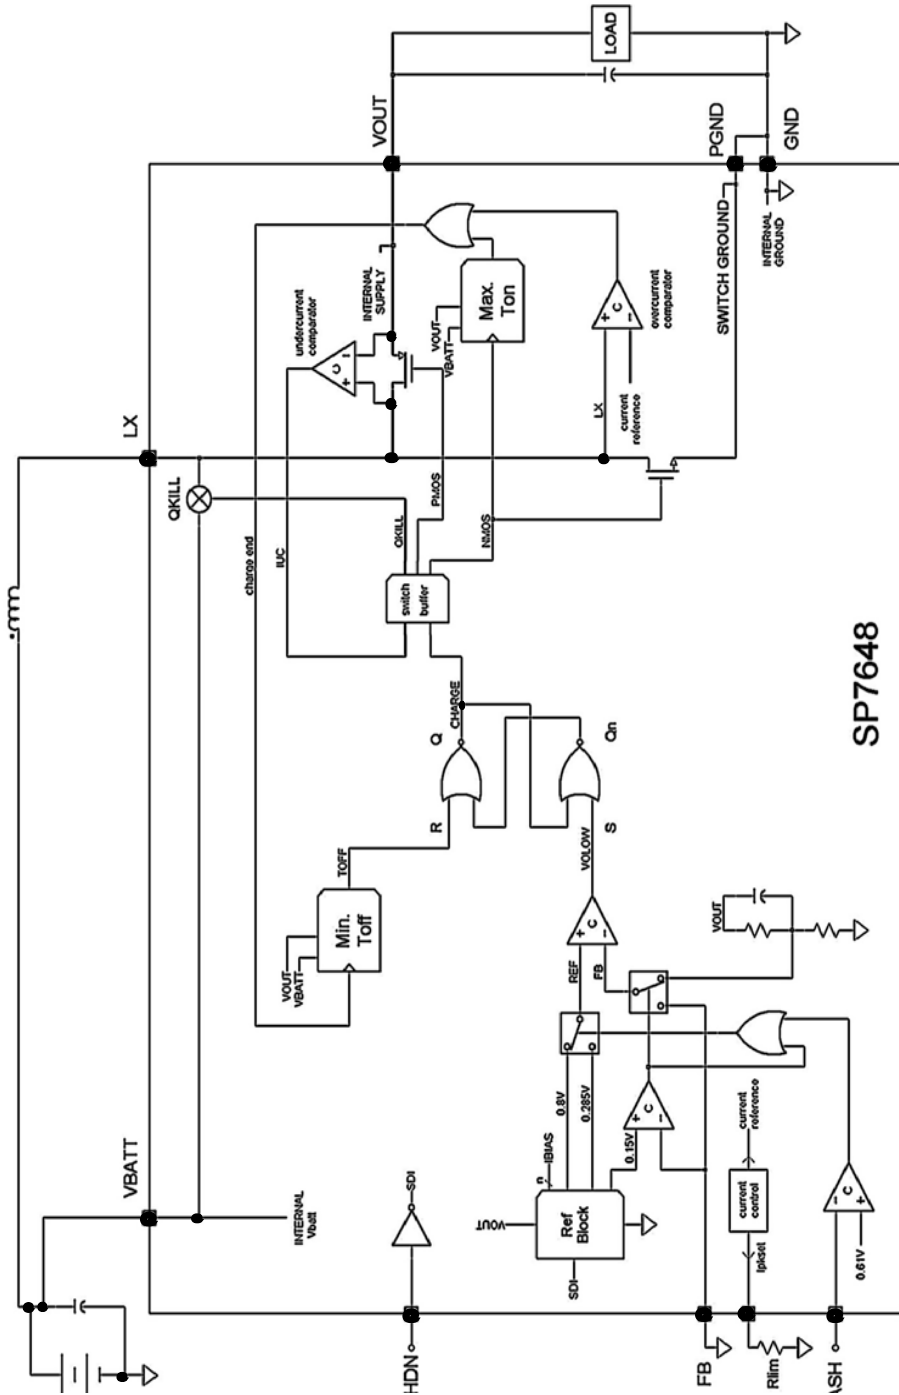 LOAD
VOUT
PGND
GND
SWITCH GROUND
INTERNAL
GROUND
INTERNAL
SUPPLY
undercurrent
comparator
VOUT
VBATT
Max.
Ton
overcurrent
comparator
LX
current
reference
LX
QKILL
charge end
IUC
QKILL
PMOS
NMOS
switch
buffer
CHARGE
Q
Qn
R
S
TOFF
VOLOW
SP7648
Min.
Toff
VOUT
VBATT
REF
FB
VOUT
C
C
C
C
C
0.8V
0.285V
0.15V
IBIAS
n
VOUT
Ref
Block
SDI
SDI
current
reference
current
control
Ipkset
0.61V
VBATT
INTERNAL
Vbatt
HDN
FB
Rlim
ASH